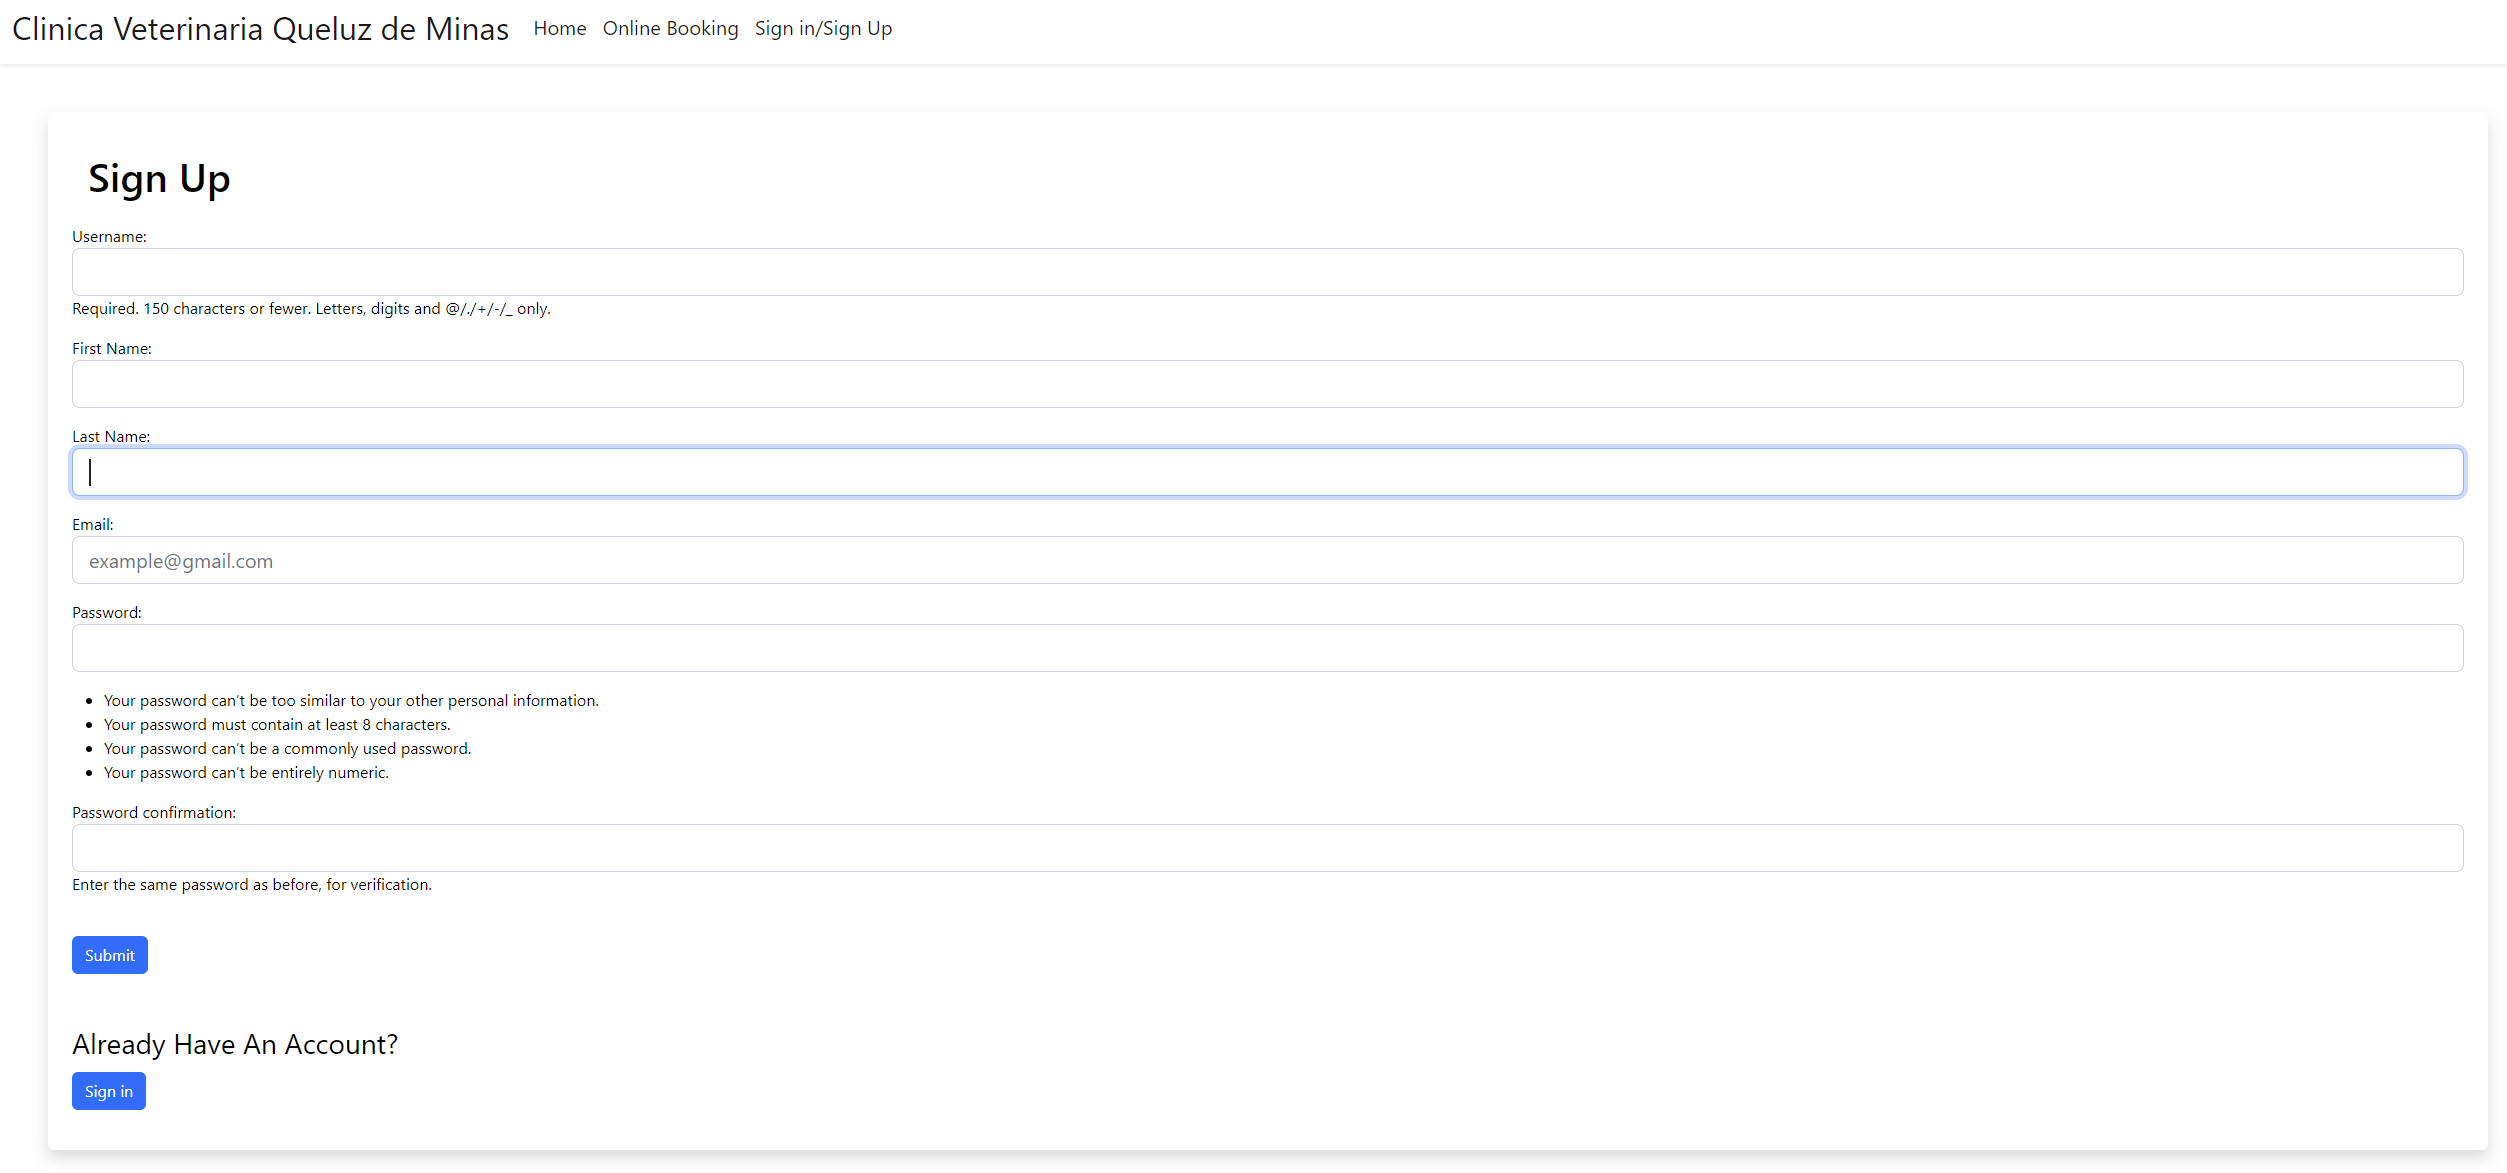 Clinica Veterinaria Queluz de Minas Home Online Booking Sign in/Sign Up
Sign Up
Username:
Required. 150 characters or fewer. Letters, digits and @/./+/-/_ only.
First Name:
Last Name:
Email:
example@gmail.com
Password:
• Your password can't be too similar to your other personal information.
• Your password must contain at least 8 characters.
• Your password can't be a commonly used password.
• Your password can't be entirely numeric.
Password confirmation:
Enter the same password as before, for verification.
Submit
Already Have An Account?
Sign in